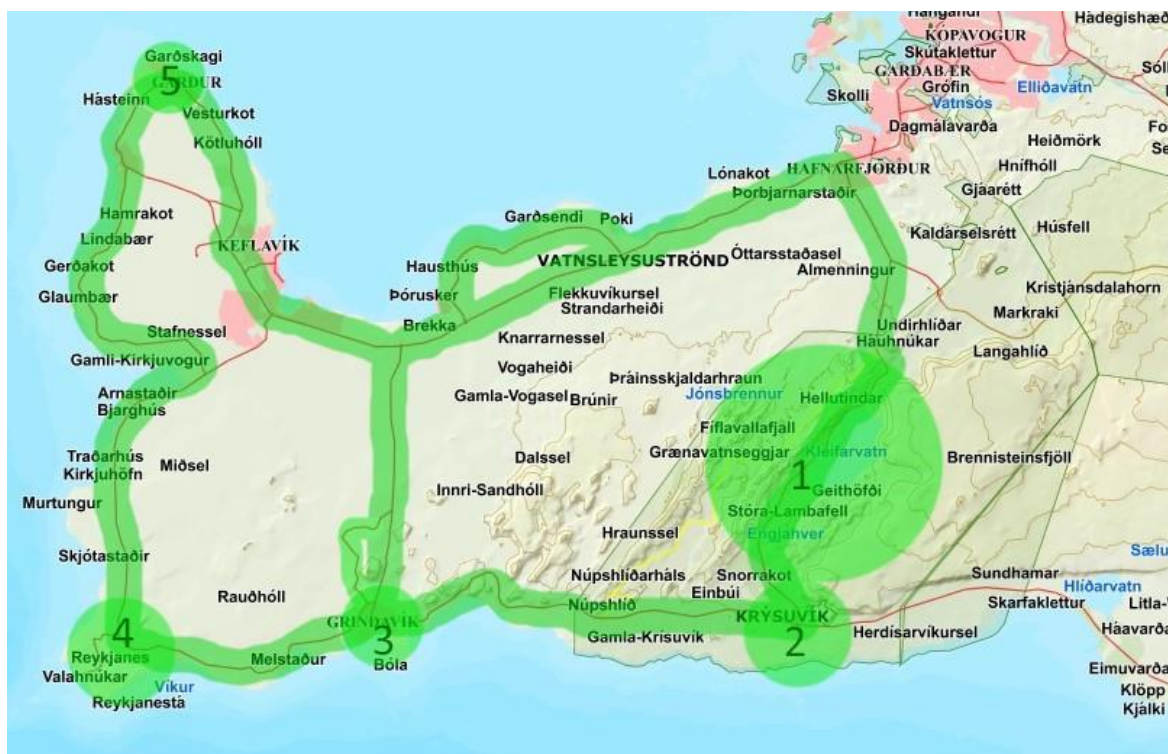 Hangandi
Hádegishæð
KÓPAVOGUR
Skútaklettur
GARÐABÆR
Grófin
Elliðavatn
Skolli
Vatnsós
Dagmálavarða
Heiðmörk
Hnífhóll
Garðskagi
5
GARÐUR
Hásteinn
Vesturkot
Kötluhóll
Lónakot
HAFNARFJÖRÐUR
Þorbjarnarstaðir
Gjáarétt
Hamrakot
Garðsendi
Poki
Húsfell
Kaldárselsrétt
Lindabær
KEFLAVÍK
Gerðakot
Hausthús
VATNSLEYSUSTRÖND
Óttarsstaðasel
Almenningur
Kristjánsdalahorn
Glaumbær
Þórusker
Flekkuvíkursel
Strandarheiði
Markraki
Stafnessel
Brekka
Knarrarnessel
Undirhlíðar
Hauhnúkar
Langahlíð
Gamli-Kirkjuvogur
Vogaheiði
Þráinsskjaldarhraun
Arnastaðir
Bjarghús
Gamla-Vogasel
Brúnir
Jónsbrennur
Hellutindar
Fíflavallafjall
Traðarhús
Kirkjuhöfn
Miðsel
Dalssel
Grænavatnseggjar
Kleifarvatn
Brennisteinsfjöll
1
Murtungur
Innri-Sandhóll
Geithöfði
Stóra-Lambafell
Hraunssel
Engjahver
Skjótastaðir
Núpshlíðarháls
Snorrakot
Sundhamar
Einbúi
Hlíðarvatn
Rauðhóll
Núpshlíð
Skarfaklettur
GRINDAVÍK
KRÝSUVÍK
4
3
2
Gamla-Krísuvík
Herdísarvíkursel
Reykjanes
Melstaður
Bóla
Valahnúkar
Víkur
Reykjanestá
Eimuvarða
Klöpp
Kjálki